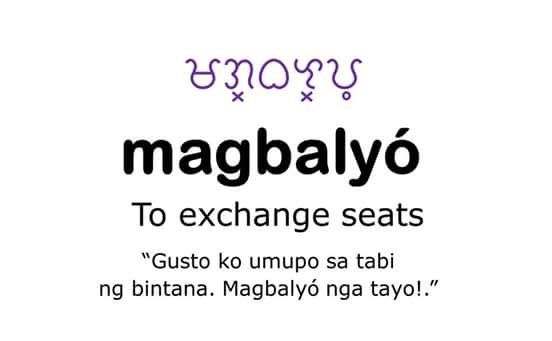 ᜋᜄ᜔ᜊᜎ᜔ᜌᜓ
magbalyó
To exchange seats
“Gusto ko umupo sa tabi
ng bintana. Magbalyó nga tayo!.”